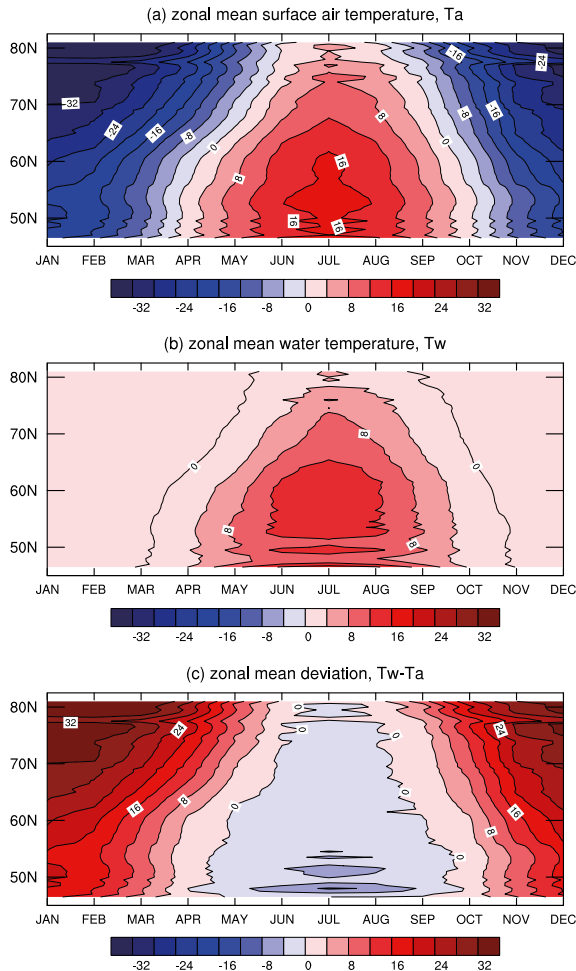 (a) zonal mean surface air temperature, Ta
80N
70N
60N
50N
-32
-24
-16
-8
0
8
16
16
16
8
0
-8
-16
-16
-24
JAN FEB MAR APR MAY JUN JUL AUG SEP OCT NOV DEC
-32 -24 -16 -8 0 8 16 24 32
(b) zonal mean water temperature, Tw
80N
70N
60N
50N
0
8
8
8
0
JAN FEB MAR APR MAY JUN JUL AUG SEP OCT NOV DEC
-32 -24 -16 -8 0 8 16 24 32
(c) zonal mean deviation, Tw-Ta
80N
70N
60N
50N
32
24
16
8
0
0
0
0
0
0
8
16
24
JAN FEB MAR APR MAY JUN JUL AUG SEP OCT NOV DEC
-32 -24 -16 -8 0 8 16 24 32